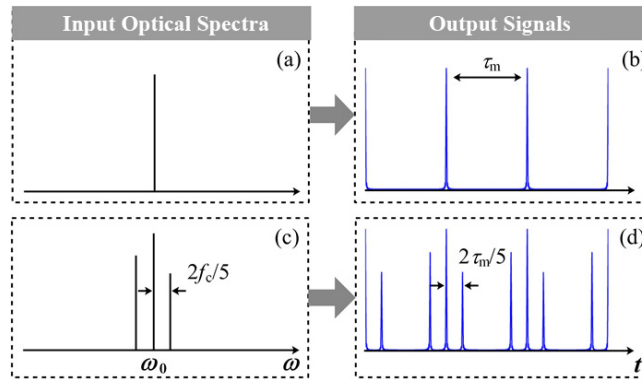 Input Optical Spectra
Output Signals
(a)
(b)
τm
(c)
2fc/5
ω0
ω
(d)
2τm/5
t